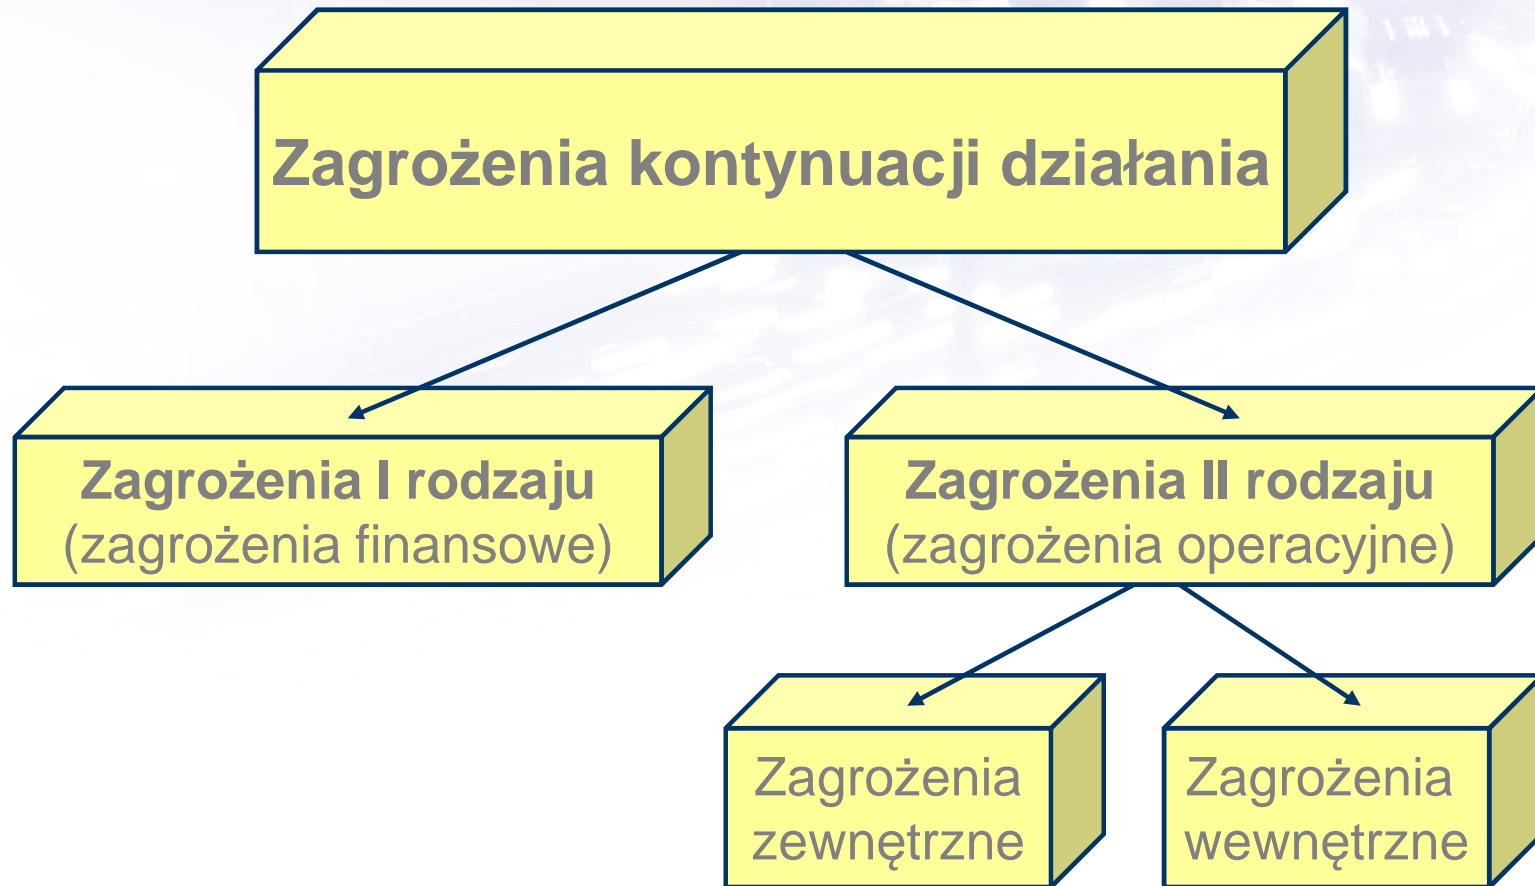 Zagrożenia kontynuacji działania
Zagrożenia I rodzaju
(zagrożenia finansowe)
Zagrożenia II rodzaju
(zagrożenia operacyjne)
Zagrożenia
zewnętrzne
Zagrożenia
wewnętrzne